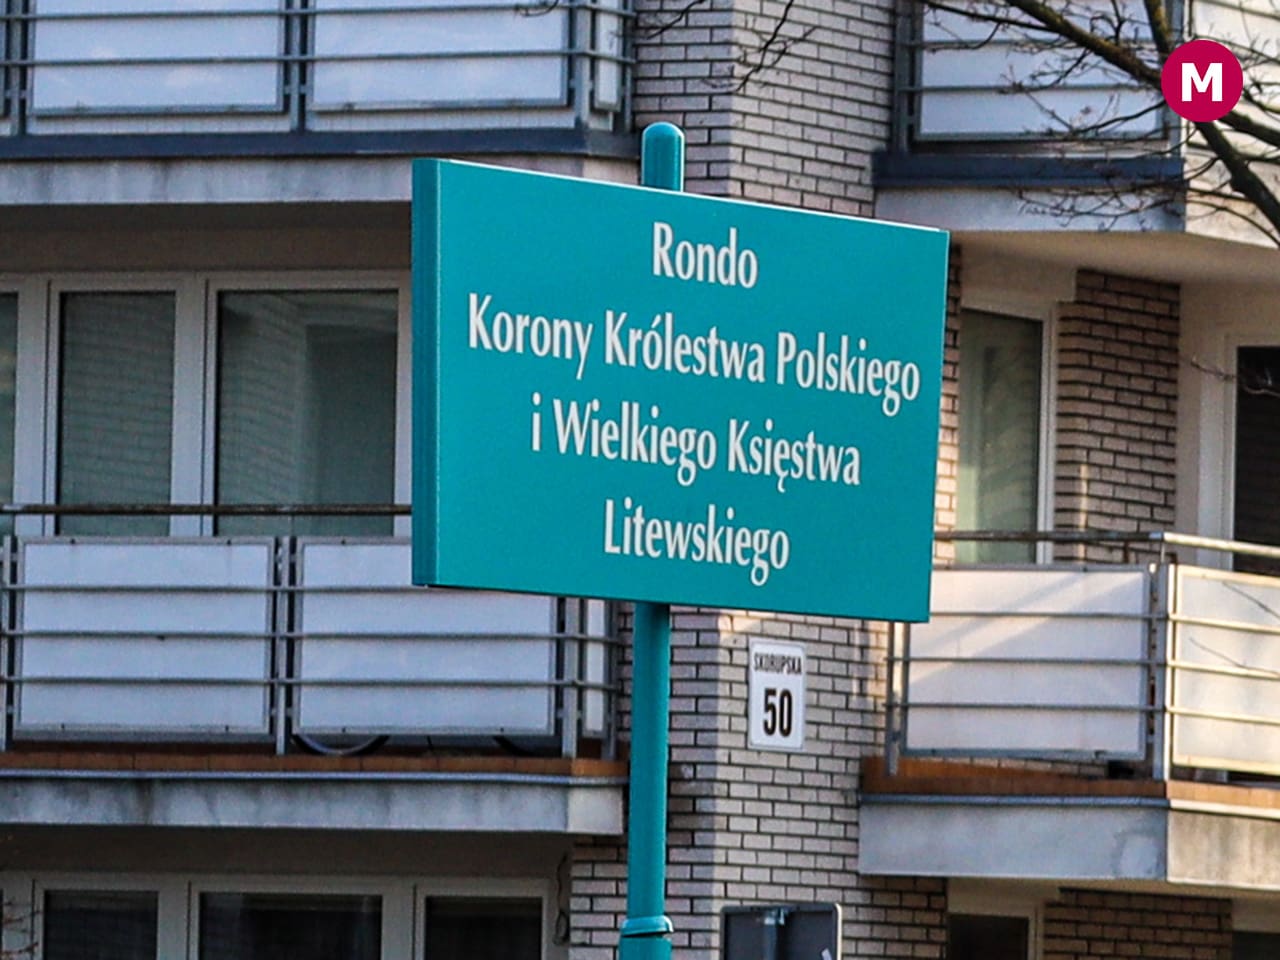 M
Rondo
Korony Królestwa Polskiego
i Wielkiego Księstwa
Litewskiego
SKORUPSKA
50